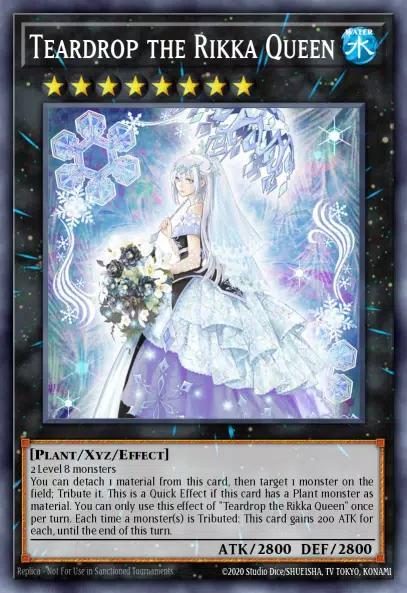 TEARDROP THE RIKKA QUEEN
WATER
水
[PLANT/XYZ/EFFECT]
2 Level 8 monsters
You can detach 1 material from this card, then target 1 monster on the
field; Tribute it. This is a Quick Effect if this card has a Plant monster as
material. You can only use this effect of "Teardrop the Rikka Queen" once
per turn. Each time a monster(s) is Tributed: This card gains 200 ATK for
each, until the end of this turn.
ATK/2800 DEF/2800
Replica - Not For Use in Sanctioned Tournaments ©2020 Studio Dice/SHUEISHA, TV TOKYO, KONAMI